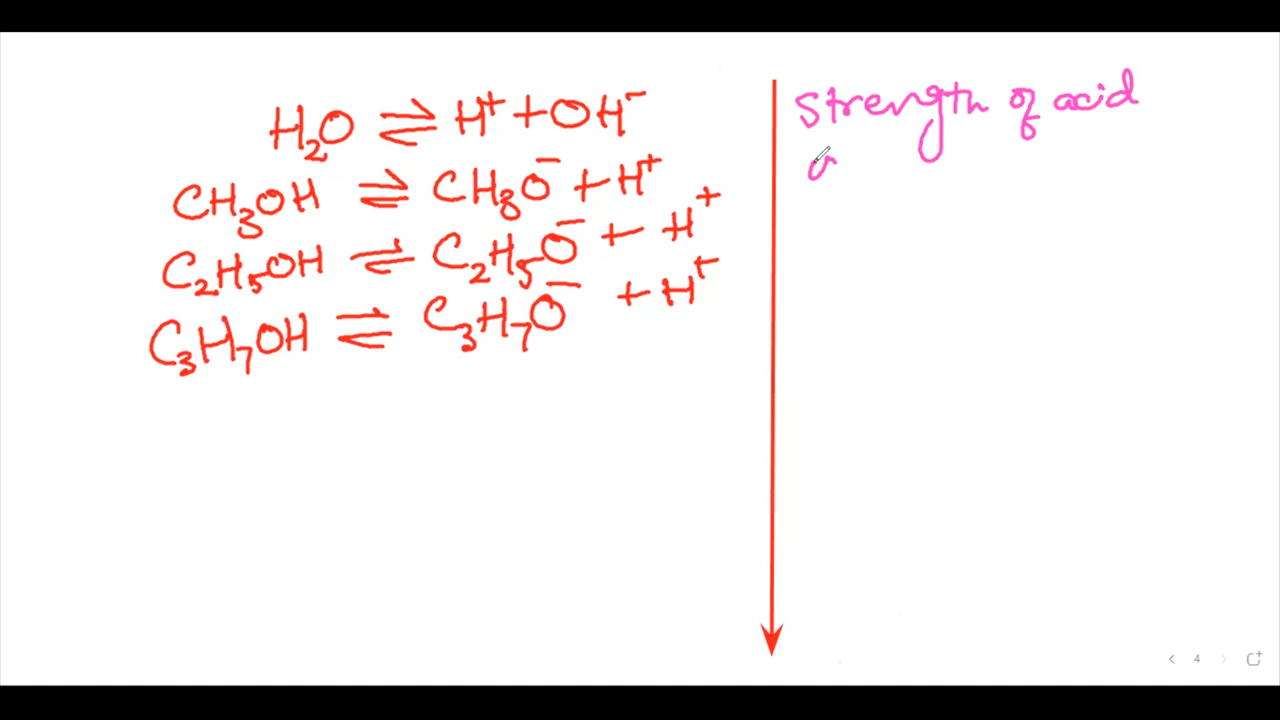 H₂O ⇌ H⁺ + OH⁻
CH₃OH ⇌ CH₃O⁻ + H⁺
C₂H₅OH ⇌ C₂H₅O⁻ + H⁺
C₃H₇OH ⇌ C₃H₇O⁻ + H⁺
Strength of acid
4